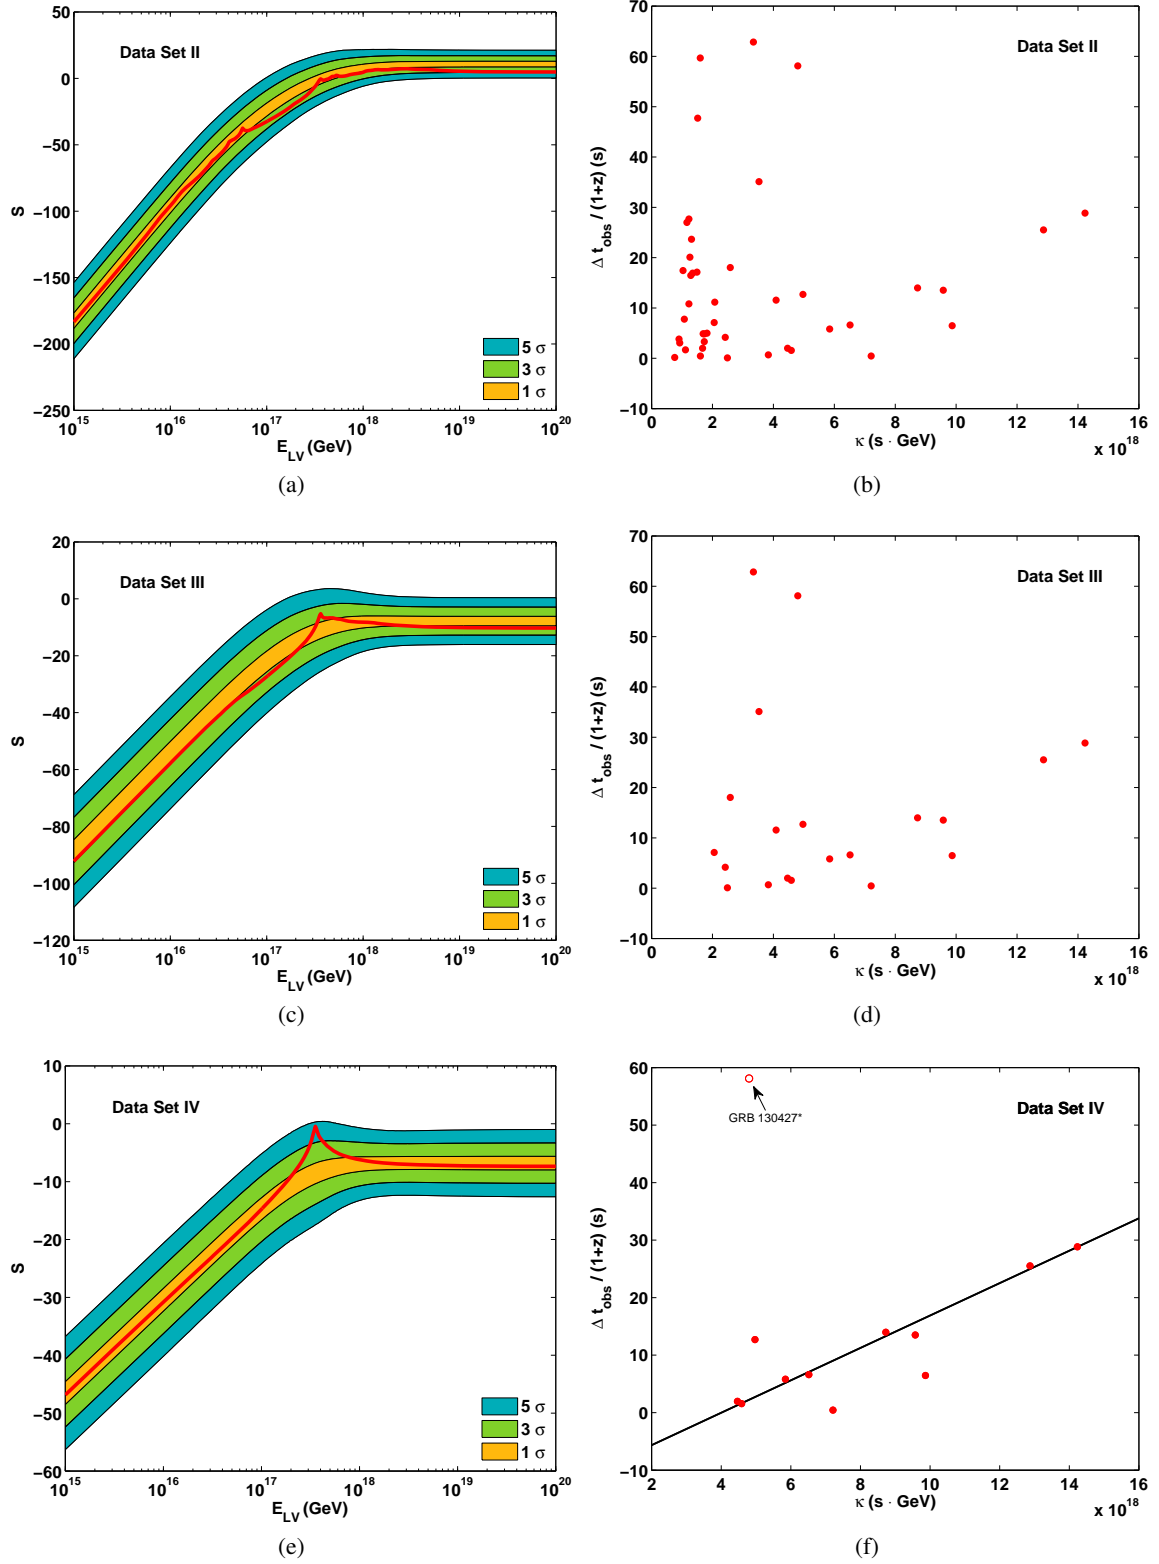 Data Set II
S
50
0
−50
−100
−150
−200
−250
5 σ
3 σ
1 σ
10^15 10^16 10^17 10^18 10^19 10^20
E_LV (GeV)
(a)
Data Set II
Δ t_obs / (1+z) (s)
70
60
50
40
30
20
10
0
−10
0 2 4 6 8 10 12 14 16
κ (s · GeV)
x 10^18
(b)
Data Set III
S
20
0
−20
−40
−60
−80
−100
−120
5 σ
3 σ
1 σ
10^15 10^16 10^17 10^18 10^19 10^20
E_LV (GeV)
(c)
Data Set III
Δ t_obs / (1+z) (s)
70
60
50
40
30
20
10
0
−10
0 2 4 6 8 10 12 14 16
κ (s · GeV)
x 10^18
(d)
Data Set IV
S
10
0
−10
−20
−30
−40
−50
−60
5 σ
3 σ
1 σ
10^15 10^16 10^17 10^18 10^19 10^20
E_LV (GeV)
(e)
Data Set IV
GRB 130427*
Δ t_obs / (1+z) (s)
60
50
40
30
20
10
0
−10
2 4 6 8 10 12 14 16
κ (s · GeV)
x 10^18
(f)